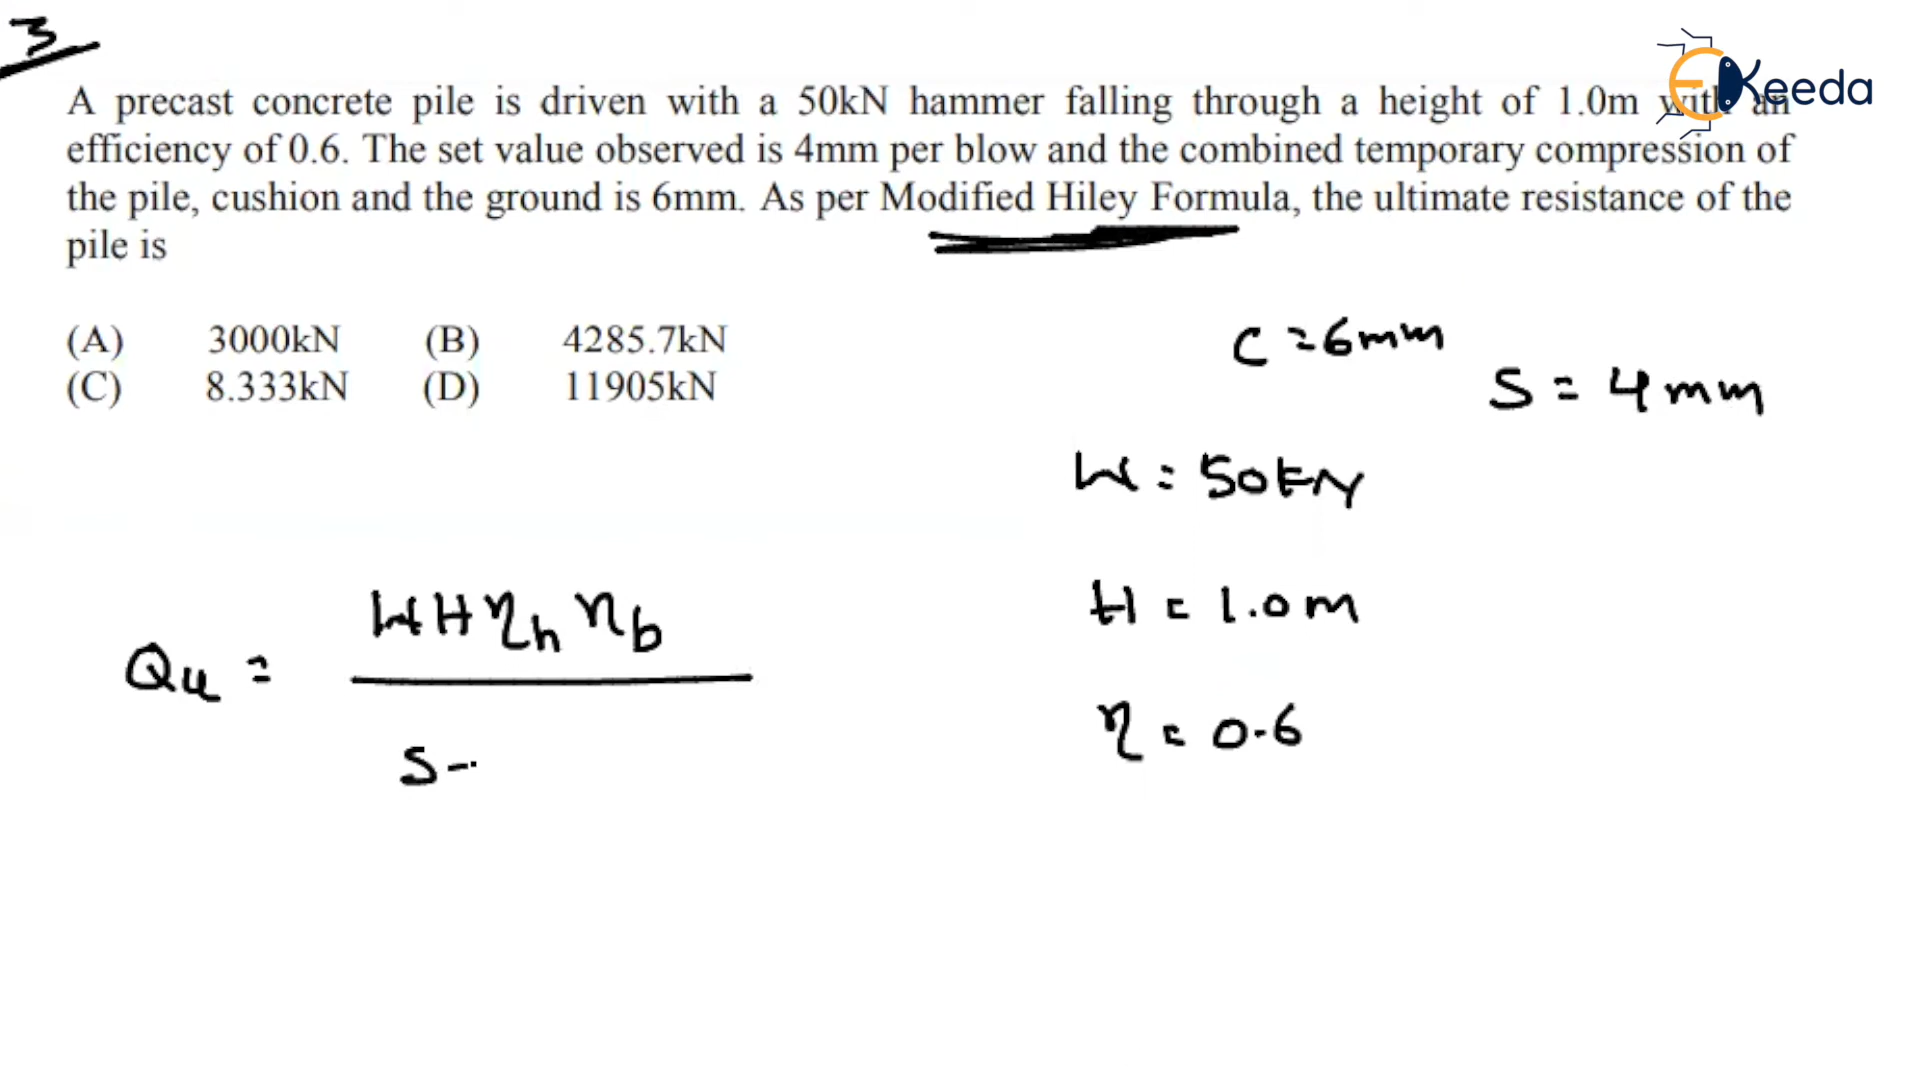 3
Keeda
A precast concrete pile is driven with a 50kN hammer falling through a height of 1.0m with an
efficiency of 0.6. The set value observed is 4mm per blow and the combined temporary compression of
the pile, cushion and the ground is 6mm. As per Modified Hiley Formula, the ultimate resistance of the
pile is
(A) 3000kN (B) 4285.7kN
(C) 8.333kN (D) 11905kN
C = 6mm
S = 4mm
W = 50kN
H = 1.0m
η = 0.6
Qu = WHηhηb
S-